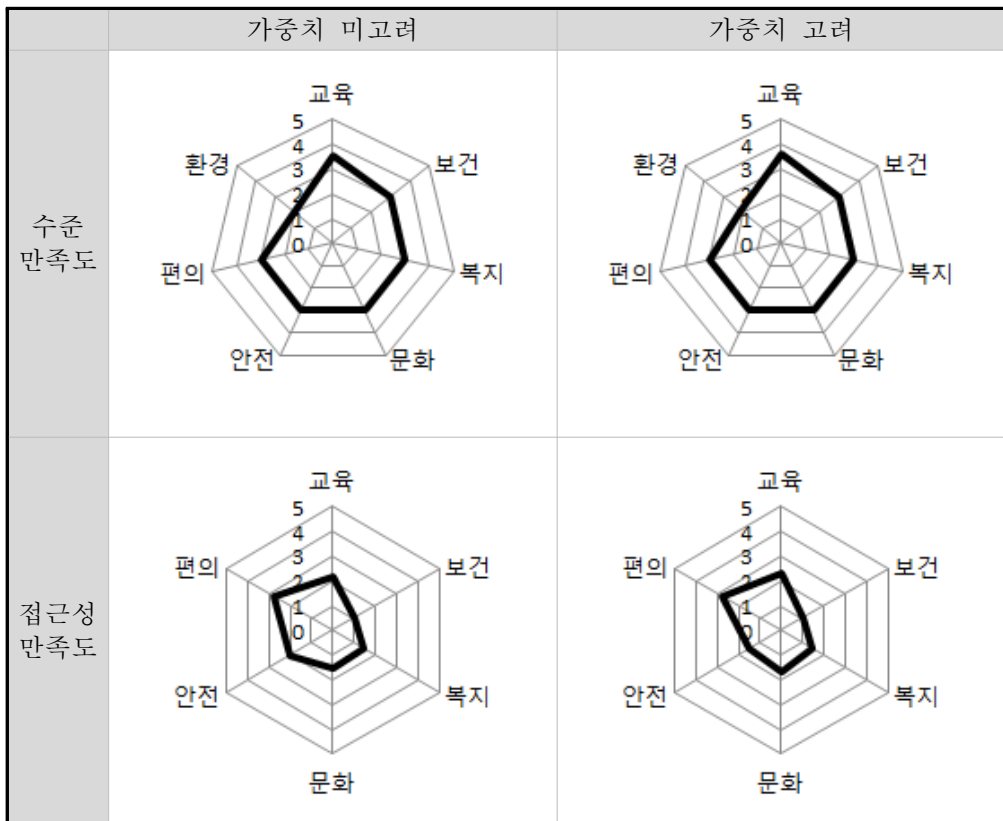 가중치 미고려
가중치 고려
수준
만족도
교육
보건
복지
문화
안전
편의
환경
5
4
3
2
1
0
교육
보건
복지
문화
안전
편의
환경
5
4
3
2
1
0
접근성
만족도
교육
보건
복지
문화
안전
편의
5
4
3
2
1
0
교육
보건
복지
문화
안전
편의
5
4
3
2
1
0